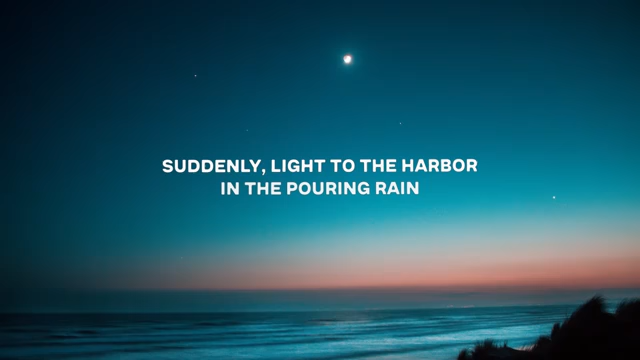 SUDDENLY, LIGHT TO THE HARBOR
IN THE POURING RAIN